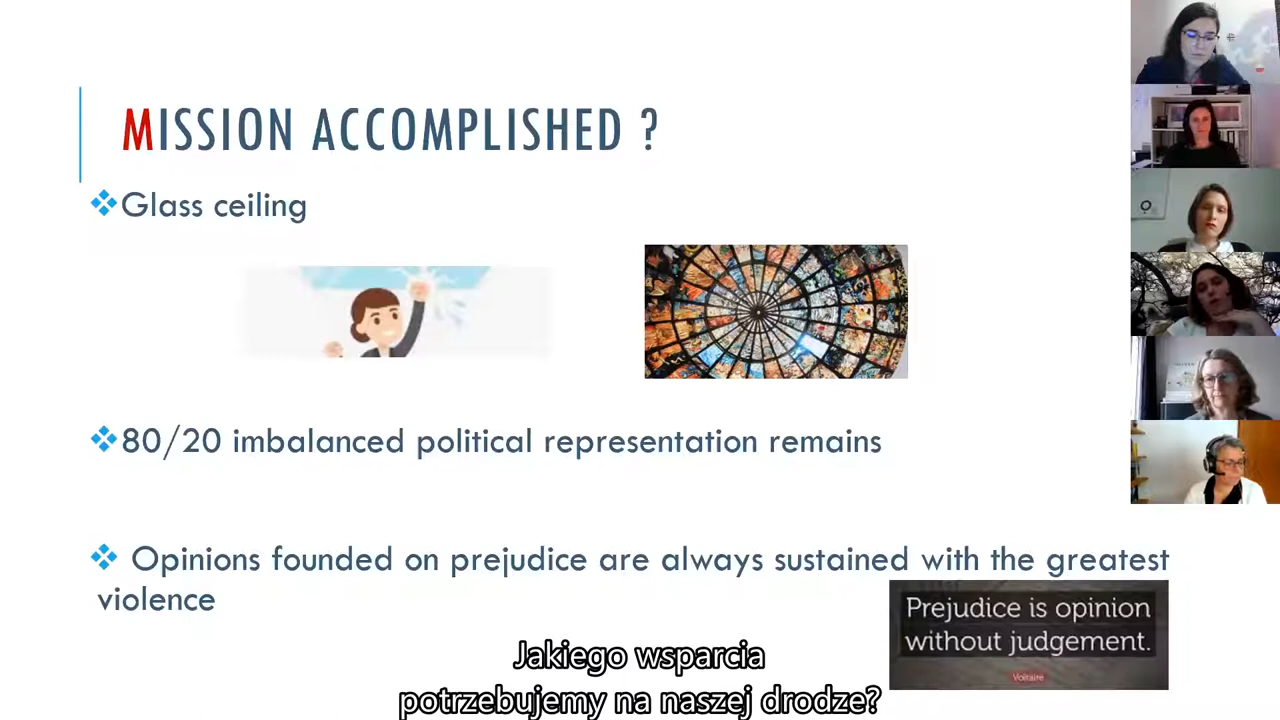 MISSION ACCOMPLISHED ?
Glass ceiling
80/20 imbalanced political representation remains
Opinions founded on prejudice are always sustained with the greatest
violence
Prejudice is opinion
without judgement.
Voltaire
Jakiego wsparcia
potrzebujemy na naszej drodze?